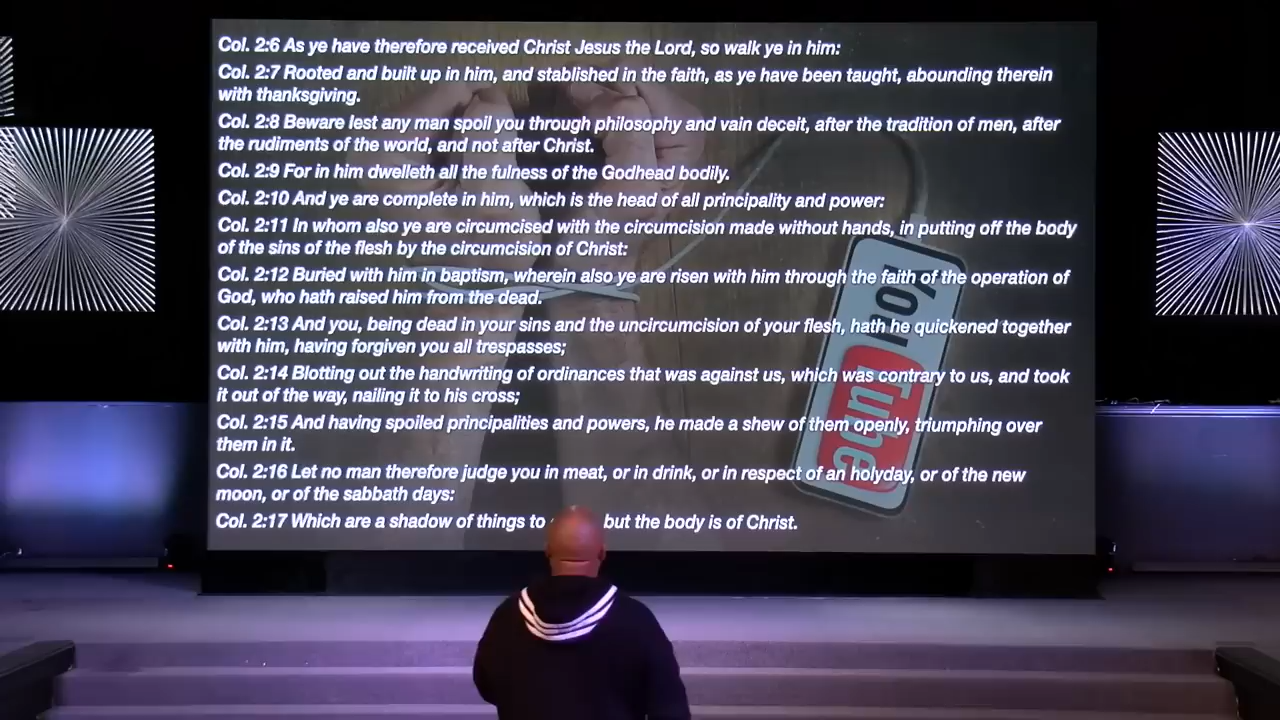 Col. 2:6 As ye have therefore received Christ Jesus the Lord, so walk ye in him:
Col. 2:7 Rooted and built up in him, and stablished in the faith, as ye have been taught, abounding therein
with thanksgiving.
Col. 2:8 Beware lest any man spoil you through philosophy and vain deceit, after the tradition of men, after
the rudiments of the world, and not after Christ.
Col. 2:9 For in him dwelleth all the fulness of the Godhead bodily.
Col. 2:10 And ye are complete in him, which is the head of all principality and power:
Col. 2:11 In whom also ye are circumcised with the circumcision made without hands, in putting off the body
of the sins of the flesh by the circumcision of Christ:
Col. 2:12 Buried with him in baptism, wherein also ye are risen with him through the faith of the operation of
God, who hath raised him from the dead.
Col. 2:13 And you, being dead in your sins and the uncircumcision of your flesh, hath he quickened together
with him, having forgiven you all trespasses;
Col. 2:14 Blotting out the handwriting of ordinances that was against us, which was contrary to us, and took
it out of the way, nailing it to his cross;
Col. 2:15 And having spoiled principalities and powers, he made a shew of them openly, triumphing over
them in it.
Col. 2:16 Let no man therefore judge you in meat, or in drink, or in respect of an holyday, or of the new
moon, or of the sabbath days:
Col. 2:17 Which are a shadow of things to but the body is of Christ.
You Tube